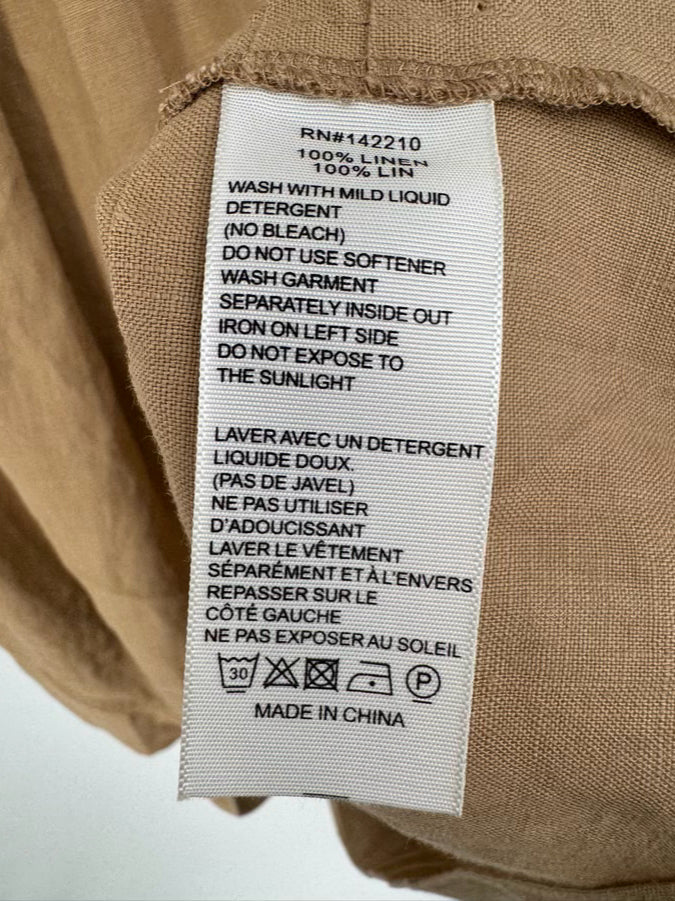 RN#142210
100% LINEN
100% LIN
WASH WITH MILD LIQUID
DETERGENT
(NO BLEACH)
DO NOT USE SOFTENER
WASH GARMENT
SEPARATELY INSIDE OUT
IRON ON LEFT SIDE
DO NOT EXPOSE TO
THE SUNLIGHT
LAVER AVEC UN DETERGENT
LIQUIDE DOUX.
(PAS DE JAVEL)
NE PAS UTILISER
D'ADOUCISSANT
LAVER LE VÊTEMENT
SÉPARÉMENT ET À L'ENVERS
REPASSER SUR LE
CÔTÉ GAUCHE
NE PAS EXPOSER AU SOLEIL
30 P
MADE IN CHINA